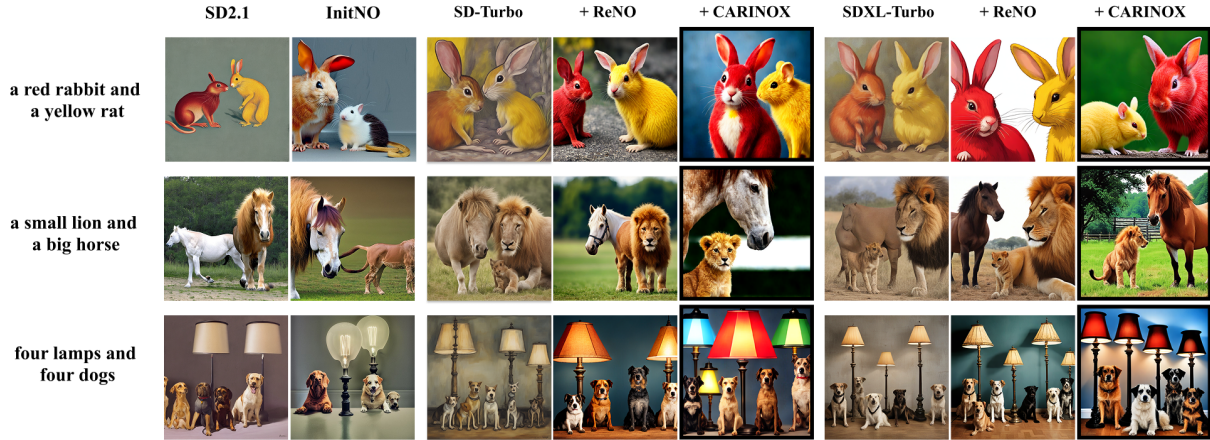 SD2.1 InitNO SD-Turbo + ReNO + CARINOX SDXL-Turbo + ReNO + CARINOX
a red rabbit and
a yellow rat
a small lion and
a big horse
four lamps and
four dogs